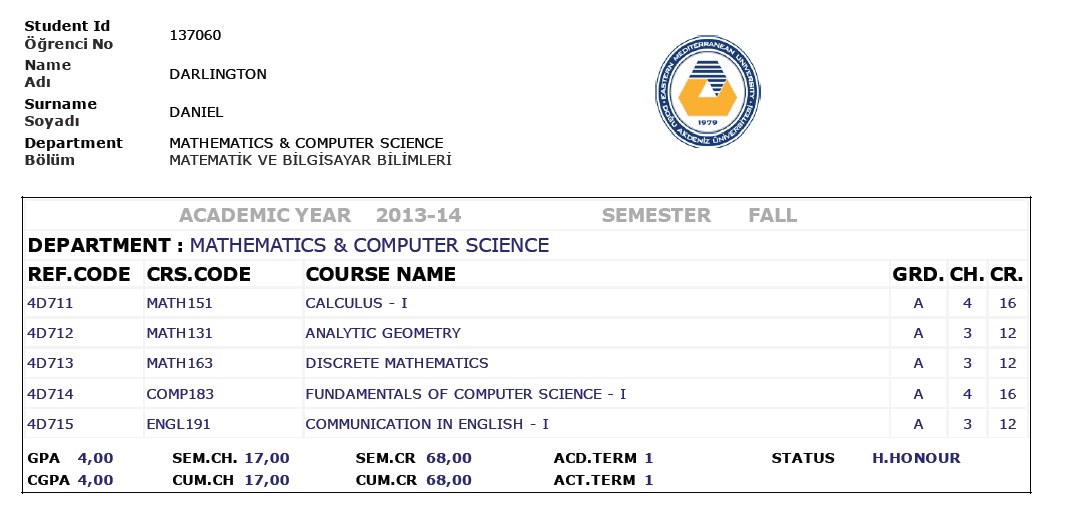 Student Id
Öğrenci No
137060
Name
Adı
DARLINGTON
Surname
Soyadı
DANIEL
Department MATHEMATICS & COMPUTER SCIENCE
Bölüm MATEMATİK VE BİLGİSAYAR BİLİMLERİ
EASTERN MEDITERRANEAN UNIVERSITY
1979
DOĞU AKDENİZ ÜNİVERSİTESİ
ACADEMIC YEAR 2013-14 SEMESTER FALL
DEPARTMENT : MATHEMATICS & COMPUTER SCIENCE
REF.CODE CRS.CODE COURSE NAME GRD. CH. CR.
4D711 MATH151 CALCULUS - I A 4 16
4D712 MATH131 ANALYTIC GEOMETRY A 3 12
4D713 MATH163 DISCRETE MATHEMATICS A 3 12
4D714 COMP183 FUNDAMENTALS OF COMPUTER SCIENCE - I A 4 16
4D715 ENGL191 COMMUNICATION IN ENGLISH - I A 3 12
GPA 4,00 SEM.CH. 17,00 SEM.CR 68,00 ACD.TERM 1 STATUS H.HONOUR
CGPA 4,00 CUM.CH 17,00 CUM.CR 68,00 ACT.TERM 1